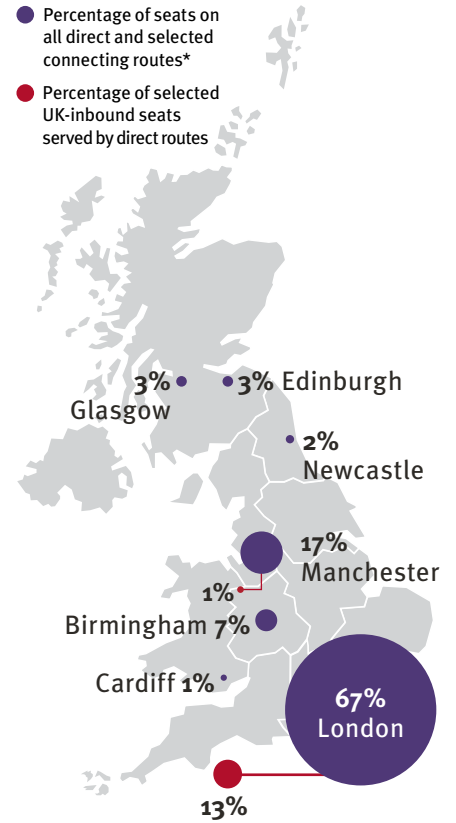 Percentage of seats on
all direct and selected
connecting routes*
Percentage of selected
UK-inbound seats
served by direct routes
3% 3% Edinburgh
Glasgow
2%
Newcastle
17%
Manchester
1%
Birmingham 7%
Cardiff 1%
67%
London
13%